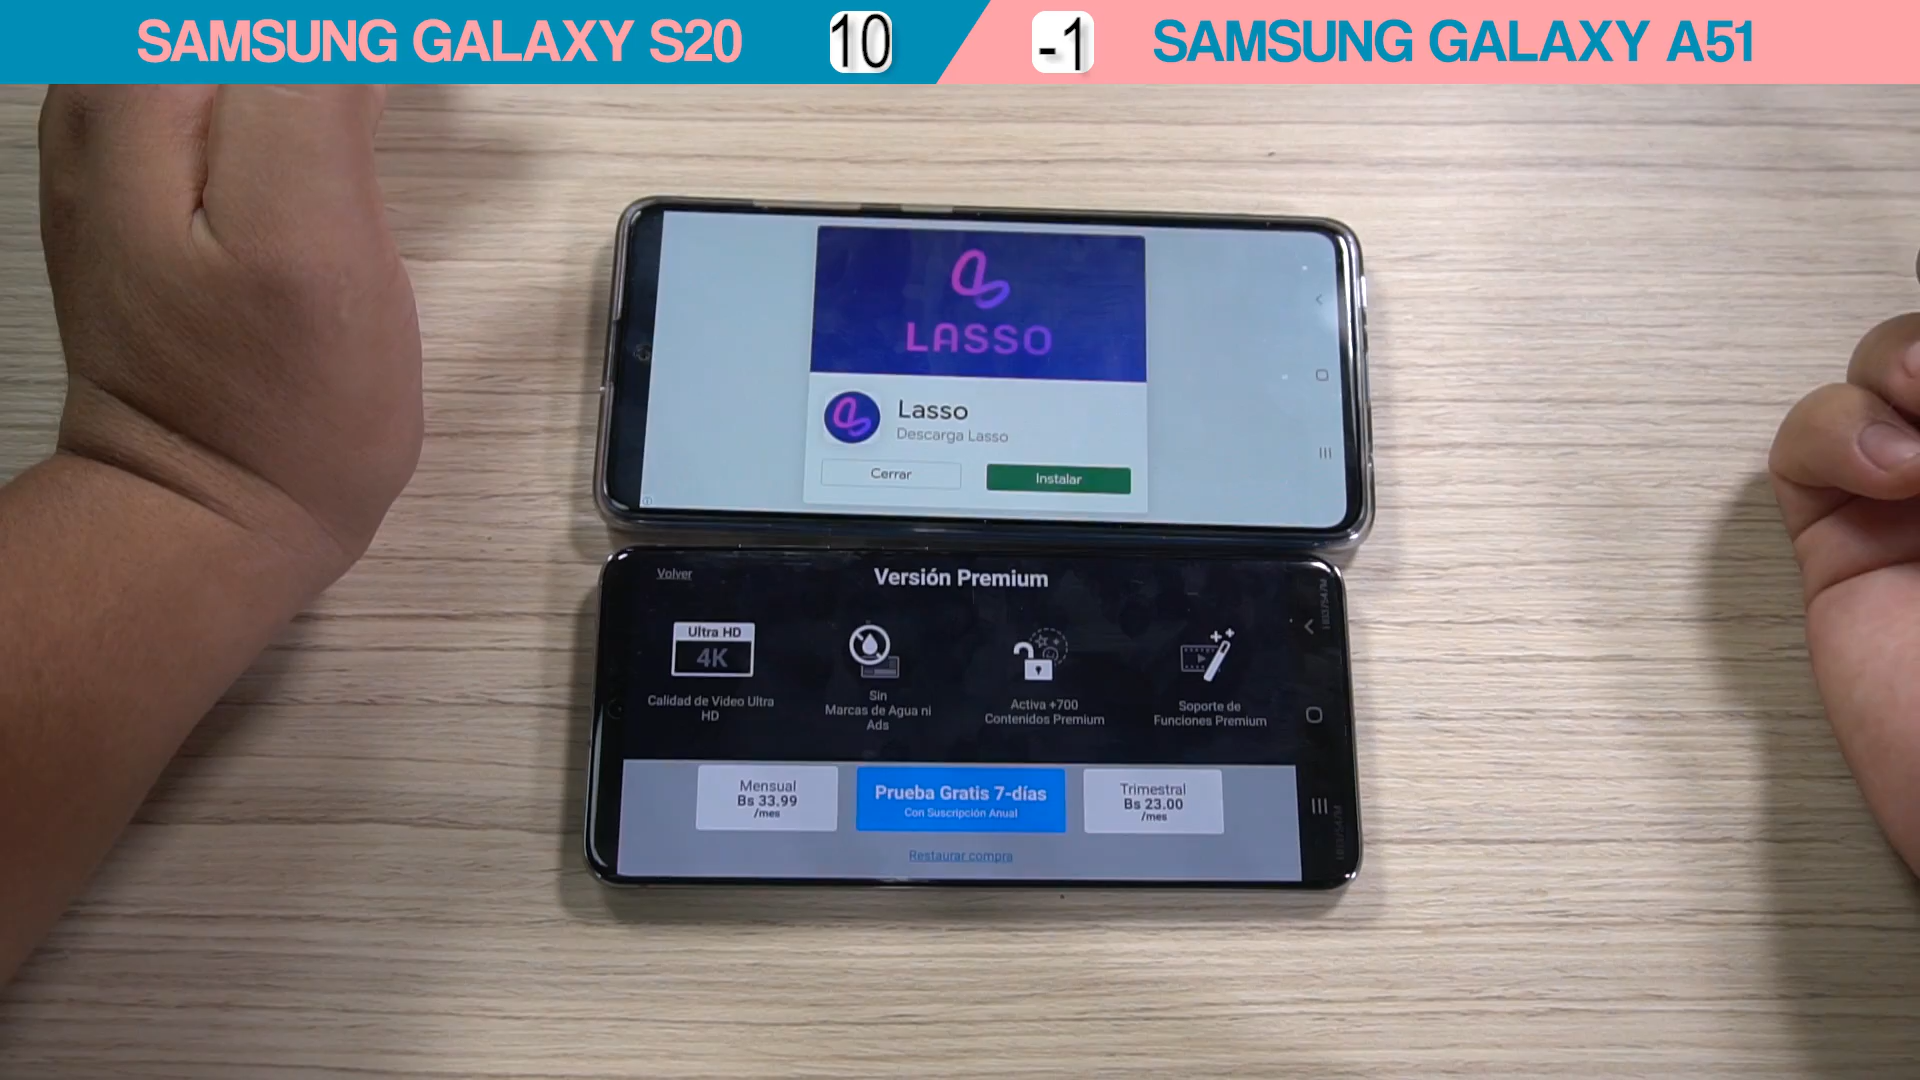 SAMSUNG GALAXY S20
10
-1
SAMSUNG GALAXY A51
LASSO
Lasso
Descarga Lasso
Cerrar
Instalar
Volver
Versión Premium
Ultra HD
4K
Calidad de Video Ultra
HD
Sin
Marcas de Agua ni
Ads
Activa +700
Contenidos Premium
Soporte de
Funciones Premium
Mensual
Bs 33.99
/mes
Prueba Gratis 7-días
Con Suscripción Anual
Trimestral
Bs 23.00
/mes
Restaurar compra